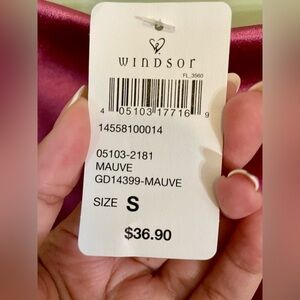 WINDSOR
FL_3560
4 05103 17716 9
14558100014
05103-2181
MAUVE
GD14399-MAUVE
SIZE S
$36.90